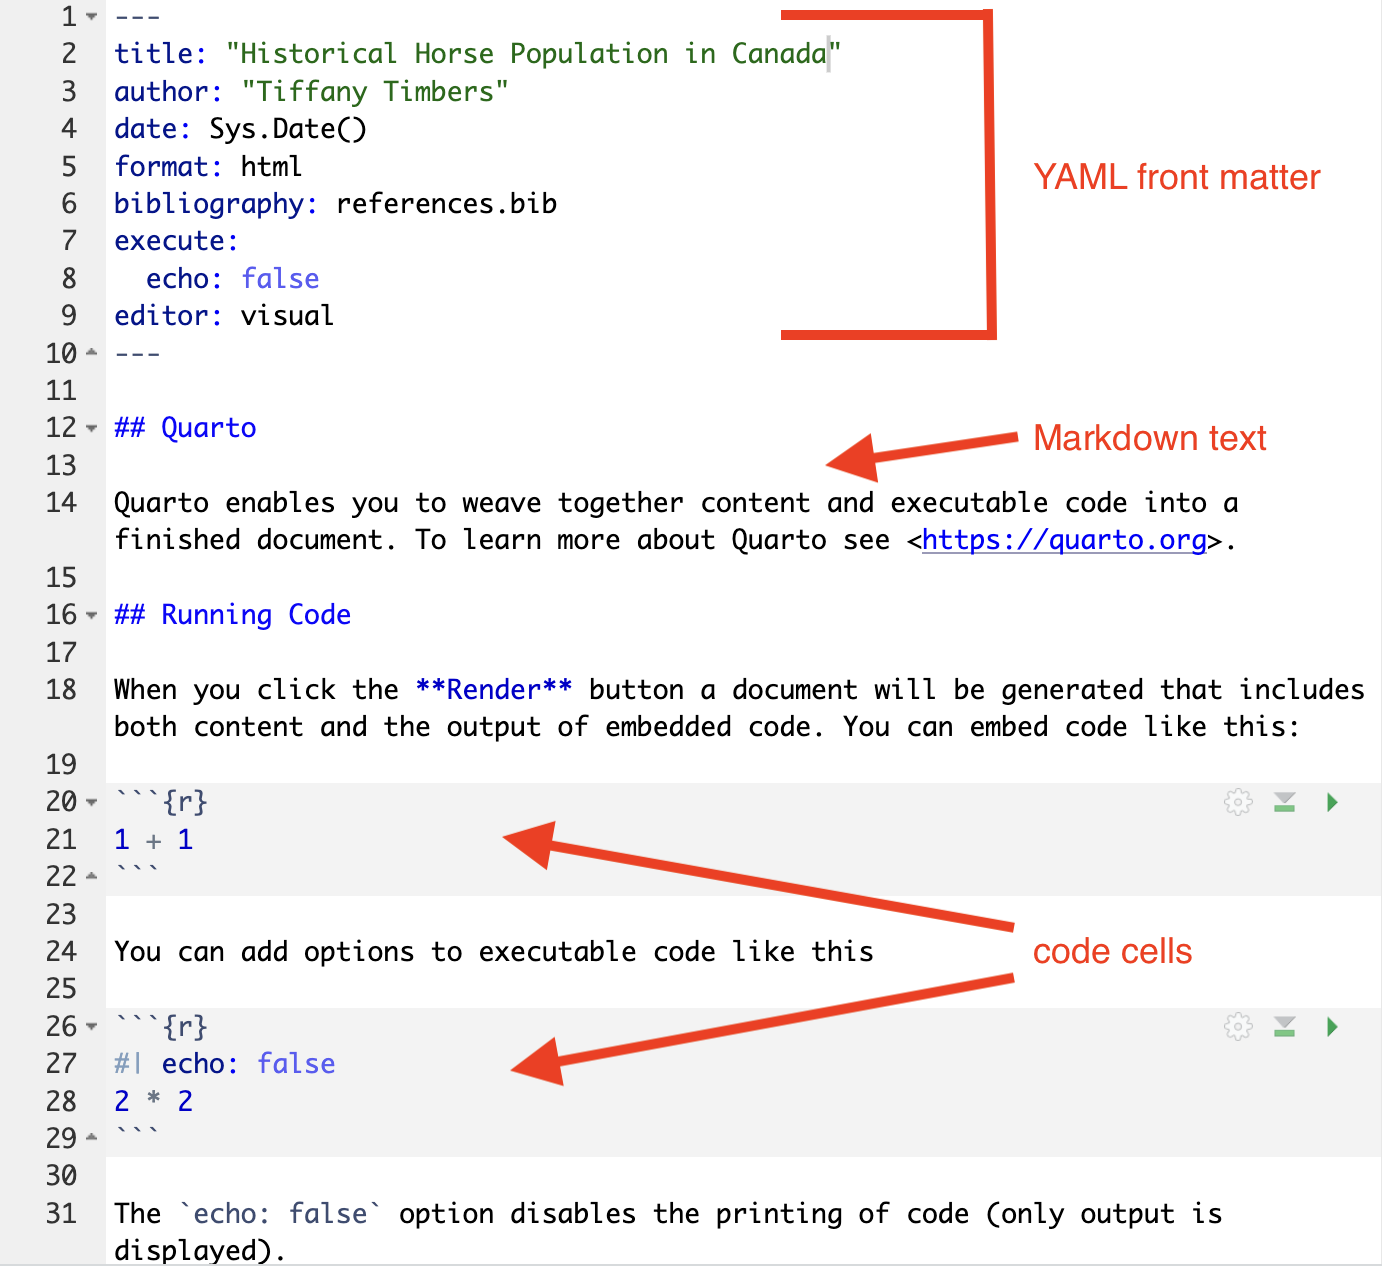 1 ---
2 title: "Historical Horse Population in Canada"
3 author: "Tiffany Timbers"
4 date: Sys.Date()
5 format: html
6 bibliography: references.bib
7 execute:
8   echo: false
9 editor: visual
10 ---
YAML front matter
11
12 ## Quarto
Markdown text
13
14 Quarto enables you to weave together content and executable code into a
finished document. To learn more about Quarto see <https://quarto.org>.
15
16 ## Running Code
17
18 When you click the **Render** button a document will be generated that includes
both content and the output of embedded code. You can embed code like this:
19
20 ```{r}
21 1 + 1
22 ```
23
24 You can add options to executable code like this
code cells
25
26 ```{r}
27 #| echo: false
28 2 * 2
29 ```
30
31 The `echo: false` option disables the printing of code (only output is
displayed).